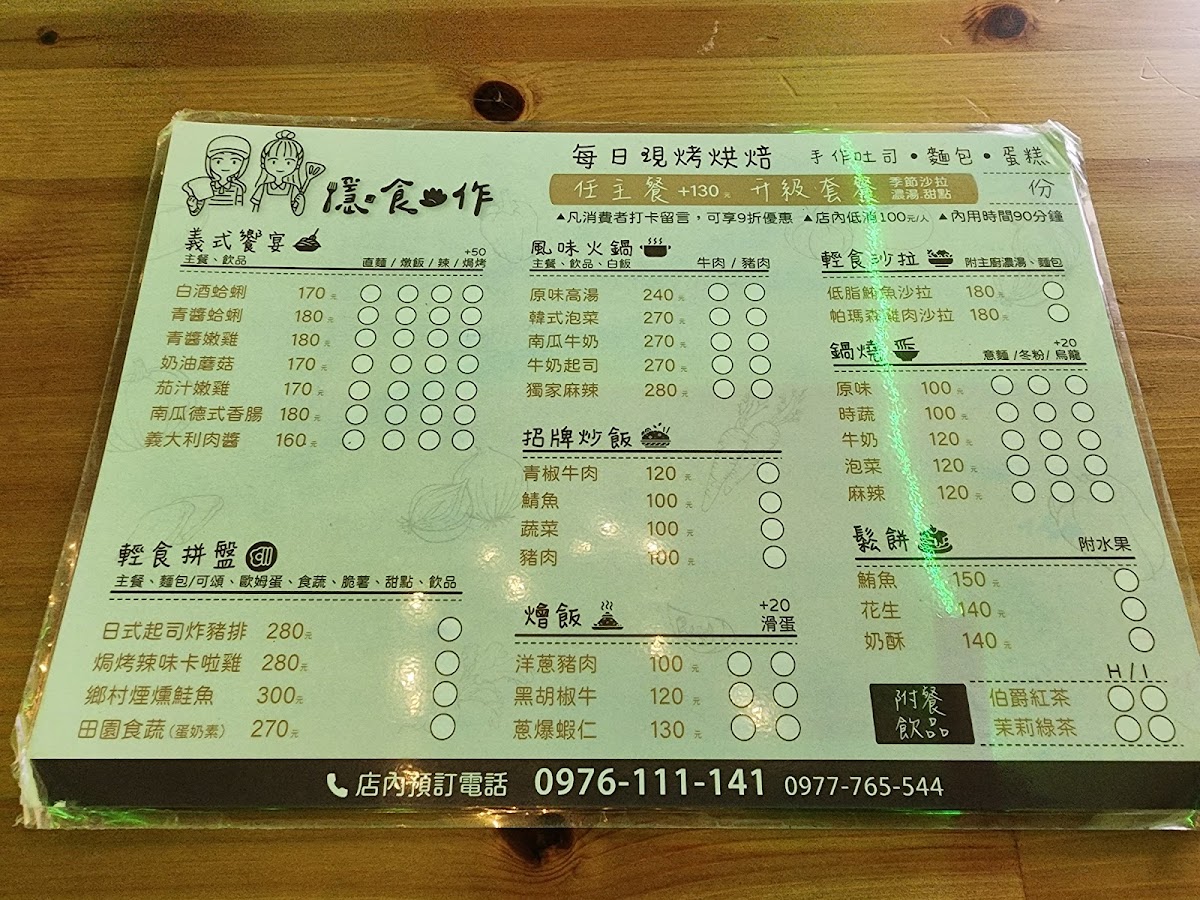 隱·食 作
每日現烤烘焙 手作吐司•麵包•蛋糕
任主餐+130元 升級套餐 季節沙拉 濃湯.甜點 份
▲凡消費者打卡留言,可享9折優惠 ▲店內低消100元/人 ▲內用時間90分鐘
義式饗宴
主餐、飲品 直麵/燉飯/辣/焗烤 +50
白酒蛤蜊 170元
青醬蛤蜊 180元
青醬嫩雞 180元
奶油蘑菇 170元
茄汁嫩雞 170元
南瓜德式香腸 180元
義大利肉醬 160元
輕食拼盤
主餐、麵包/可頌、歐姆蛋、食蔬、脆薯、甜點、飲品
日式起司炸豬排 280元
焗烤辣味卡啦雞 280元
鄉村煙燻鮭魚 300元
田園食蔬(蛋奶素) 270元
風味火鍋
主餐、飲品、白飯 牛肉/豬肉
原味高湯 240元
韓式泡菜 270元
南瓜牛奶 270元
牛奶起司 270元
獨家麻辣 280元
招牌炒飯
青椒牛肉 120元
鯖魚 100元
蔬菜 100元
豬肉 100元
燴飯 +20 滑蛋
洋蔥豬肉 100元
黑胡椒牛 120元
蔥爆蝦仁 130元
輕食沙拉 附主廚濃湯、麵包
低脂鮪魚沙拉 180元
帕瑪森雞肉沙拉 180元
鍋燒 意麵/冬粉/烏龍 +20
原味 100元
時蔬 100元
牛奶 120元
泡菜 120元
麻辣 120元
鬆餅 附水果
鮪魚 150元
花生 140元
奶酥 140元
附餐飲品 H/I
伯爵紅茶
茉莉綠茶
店內預訂電話 0976-111-141 0977-765-544